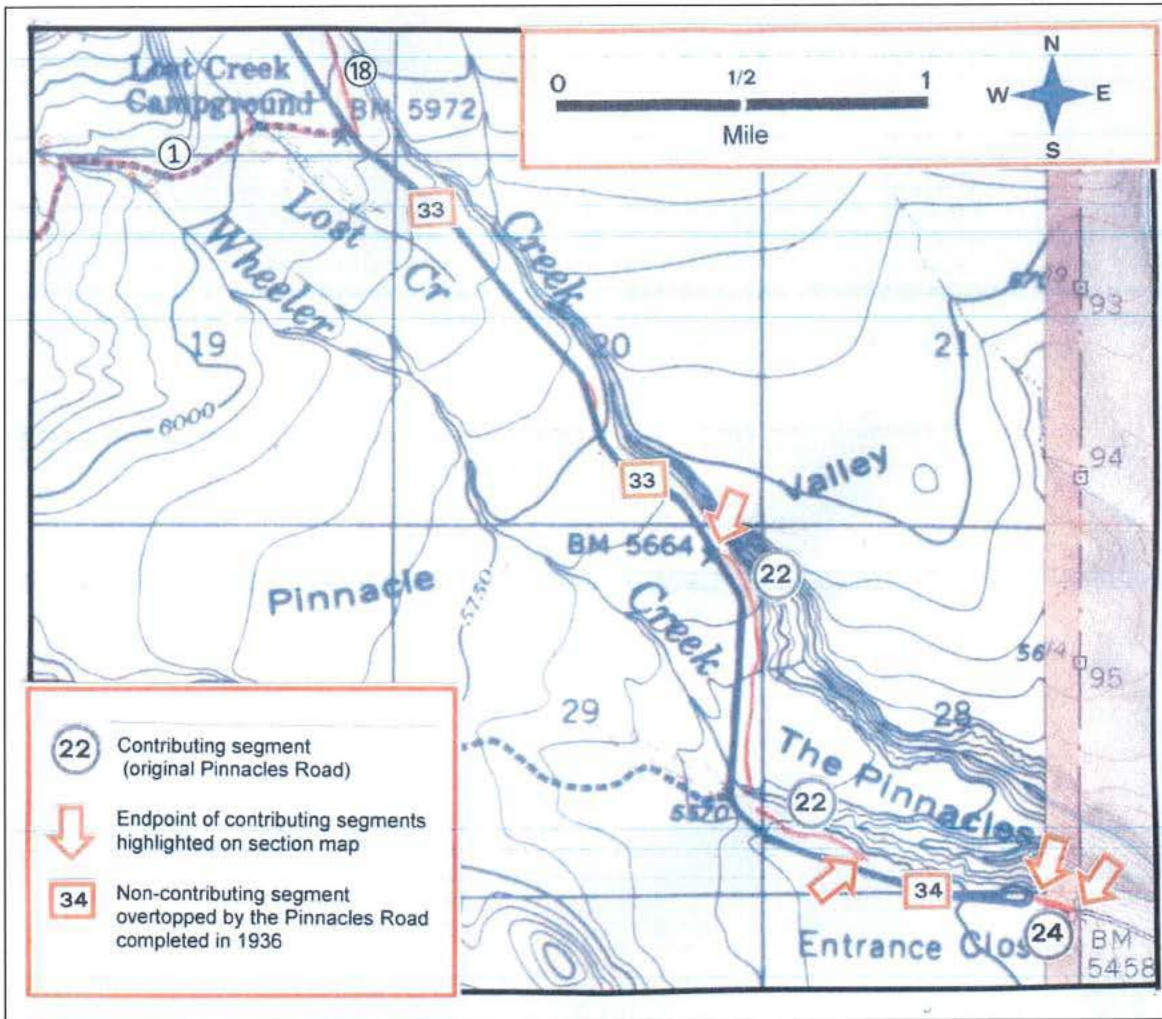 Lost Creek
Campground
18
BM 5972
1
0 1/2 1
Mile
N
W E
S
33
Lost
Cr
Wheeler
Creek
93
19
20
21
6000
94
33
Valley
BM 5664
22
Pinnacle
5750
Creek
95
29
28
The Pinnacles
22
5520
34
24
Entrance Clos
BM
5458
22 Contributing segment
(original Pinnacles Road)
Endpoint of contributing segments
highlighted on section map
34 Non-contributing segment
overtopped by the Pinnacles Road
completed in 1936